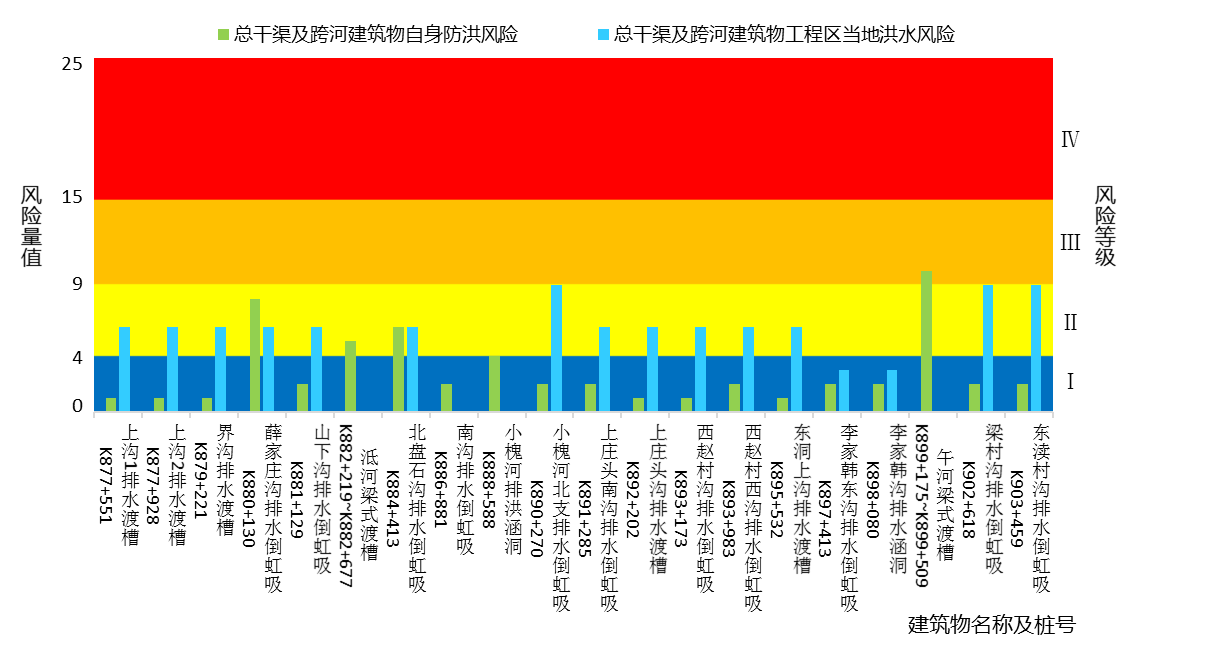 总干渠及跨河建筑物自身防洪风险
总干渠及跨河建筑物工程区当地洪水风险
25
15
9
4
0
风险量值
Ⅳ
Ⅲ
Ⅱ
Ⅰ
风险等级
上沟1排水渡槽
K877+551
上沟2排水渡槽
K877+928
界沟排水渡槽
K879+221
薛家庄沟排水倒虹吸
K880+130
山下沟排水倒虹吸
K881+129
泜河梁式渡槽
K882+219~K882+677
北盘石沟排水倒虹吸
K884+413
南沟排水倒虹吸
K886+881
小槐河排洪涵洞
K888+588
小槐河北支排水倒虹吸
K890+270
上庄头南沟排水倒虹吸
K891+285
上庄头沟排水渡槽
K892+202
西赵村沟排水倒虹吸
K893+173
西赵村西沟排水倒虹吸
K893+983
东洞上沟排水渡槽
K895+532
李家韩东沟排水倒虹吸
K897+413
李家韩沟排水涵洞
K898+080
午河梁式渡槽
K899+175~K899+509
梁村沟排水倒虹吸
K902+618
东渎村沟排水倒虹吸
K903+459
建筑物名称及桩号